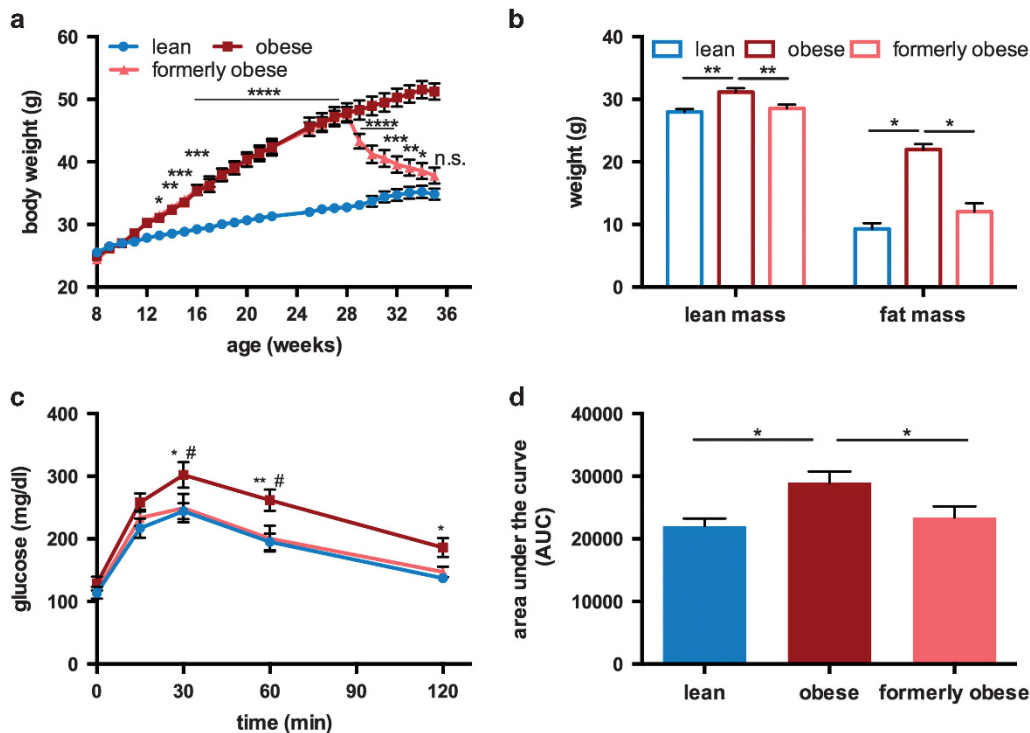 a
lean
obese
formerly obese
60
50
40
30
20
body weight (g)
****
***
***
**
*
****
***
**
*
n.s.
8
12
16
20
24
28
32
36
age (weeks)
b
lean
obese
formerly obese
40
30
20
10
0
weight (g)
**
**
*
*
lean mass
fat mass
c
400
300
200
100
0
glucose (mg/dl)
* #
** #
*
0
30
60
90
120
time (min)
d
40000
30000
20000
10000
0
area under the curve
(AUC)
*
*
lean
obese
formerly obese